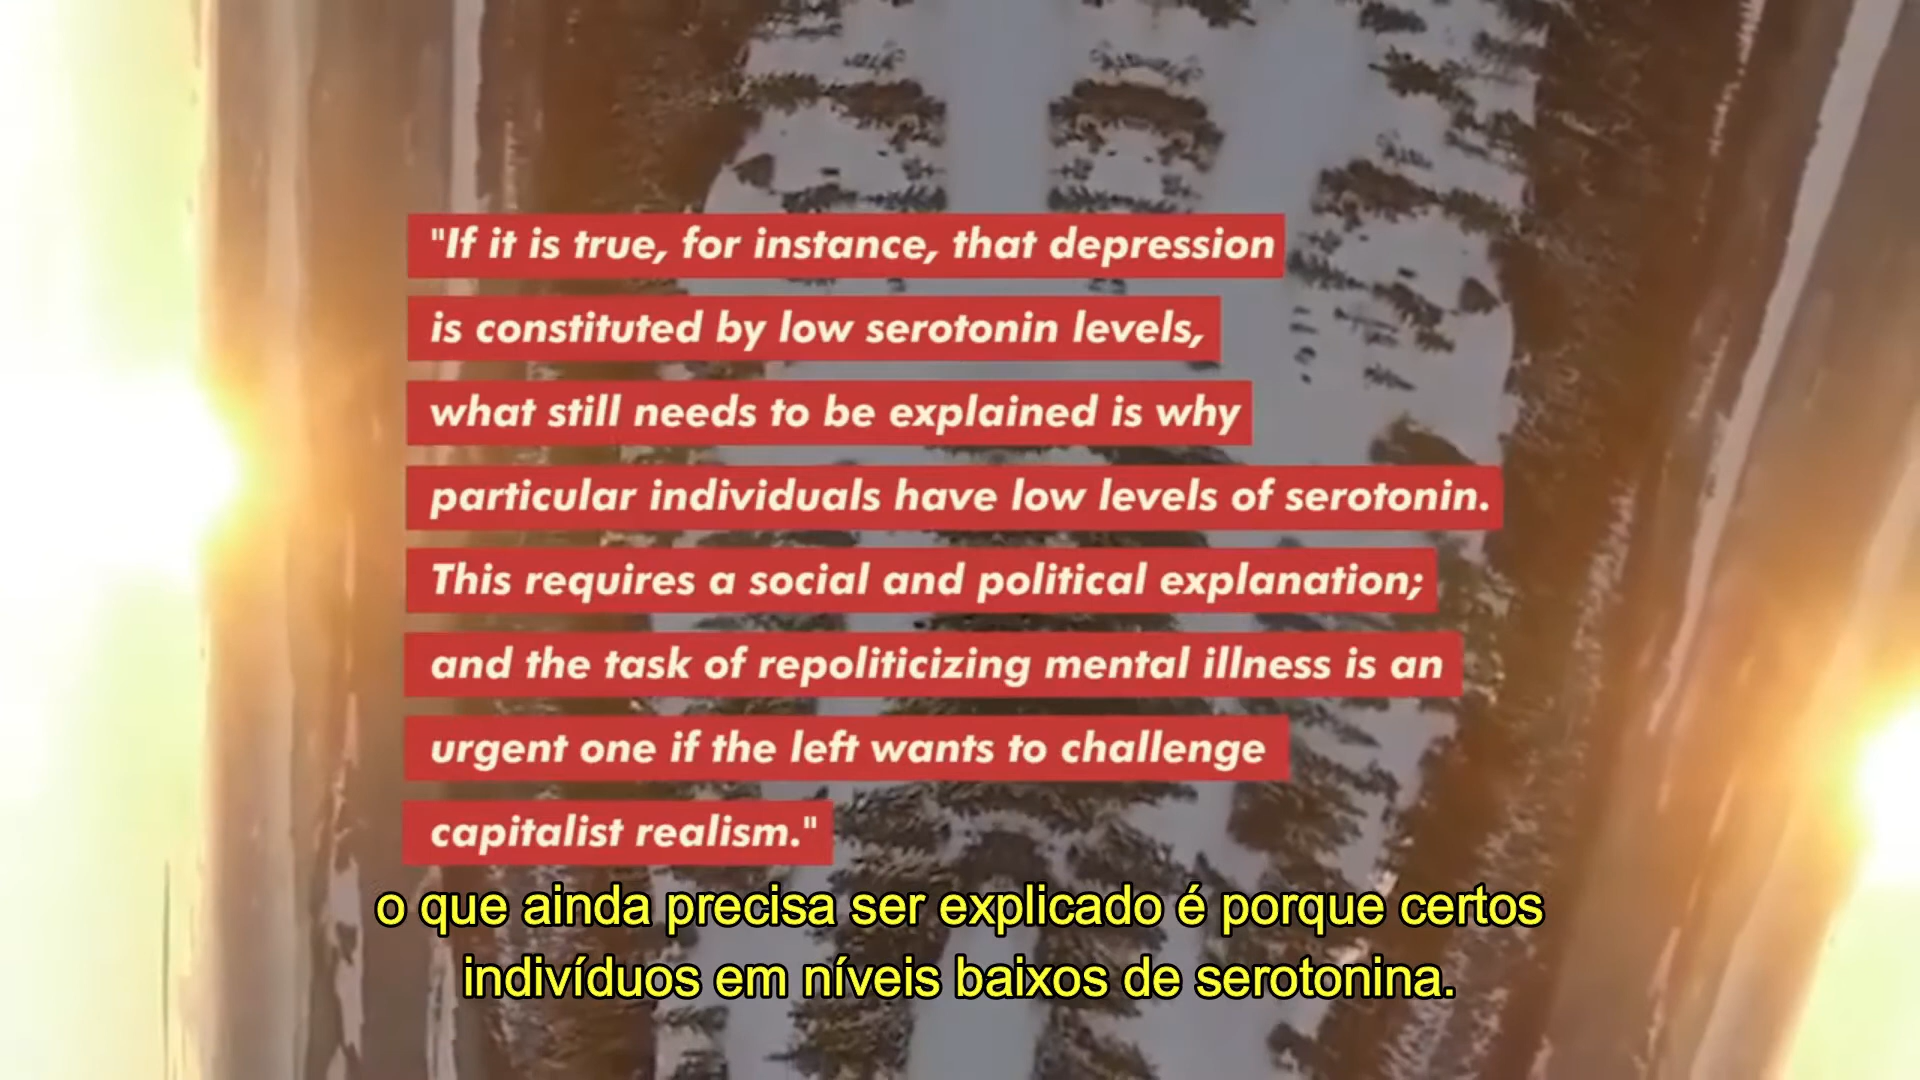 "If it is true, for instance, that depression
is constituted by low serotonin levels,
what still needs to be explained is why
particular individuals have low levels of serotonin.
This requires a social and political explanation;
and the task of repoliticizing mental illness is an
urgent one if the left wants to challenge
capitalist realism."
o que ainda precisa ser explicado é porque certos
indivíduos em níveis baixos de serotonina.